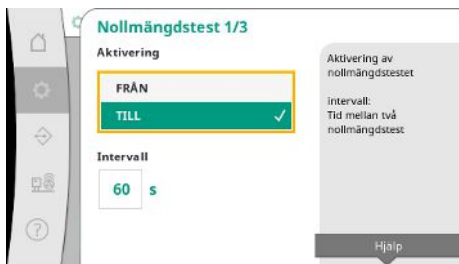 Nollmängdstest 1/3
Aktivering
FRÅN
TILL
Intervall
60 s
Aktivering av
nollmängdstestet
intervall:
Tid mellan två
nollmängdstest
Hjälp